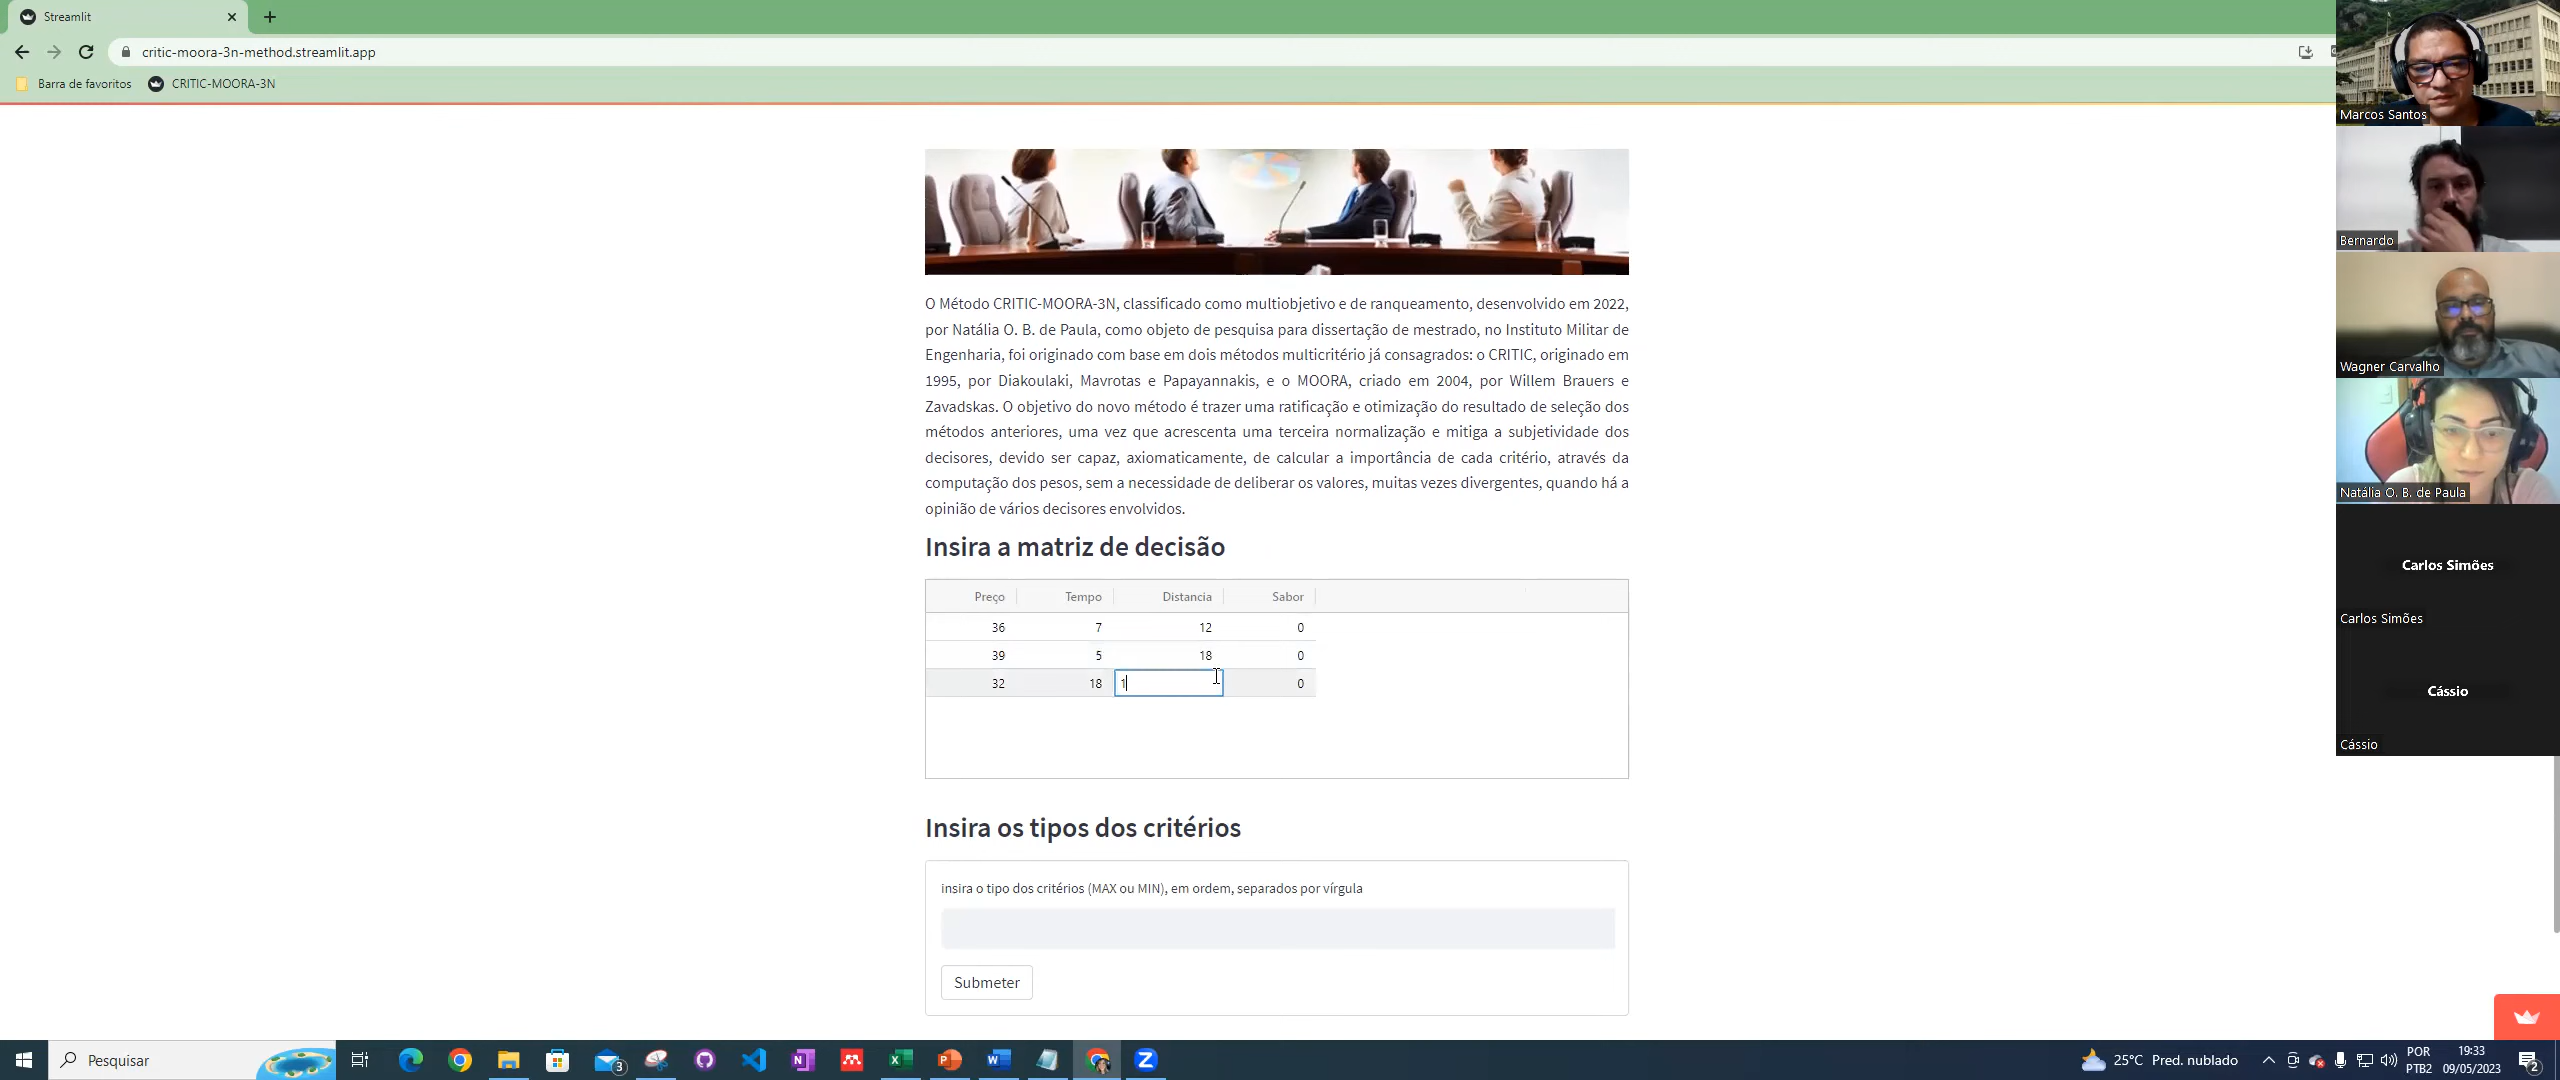 Streamlit
critic-moora-3n-method.streamlit.app
Barra de favoritos CRITIC-MOORA-3N
O Método CRITIC-MOORA-3N, classificado como multiobjetivo e de ranqueamento, desenvolvido em 2022,
por Natália O. B. de Paula, como objeto de pesquisa para dissertação de mestrado, no Instituto Militar de
Engenharia, foi originado com base em dois métodos multicritério já consagrados: o CRITIC, originado em
1995, por Diakoulaki, Mavrotas e Papayannakis, e o MOORA, criado em 2004, por Willem Brauers e
Zavadskas. O objetivo do novo método é trazer uma ratificação e otimização do resultado de seleção dos
métodos anteriores, uma vez que acrescenta uma terceira normalização e mitiga a subjetividade dos
decisores, devido ser capaz, axiomaticamente, de calcular a importância de cada critério, através da
computação dos pesos, sem a necessidade de deliberar os valores, muitas vezes divergentes, quando há a
opinião de vários decisores envolvidos.
Insira a matriz de decisão
Preço Tempo Distancia Sabor
36 7 12 0
39 5 18 0
32 18 1 0
Insira os tipos dos critérios
insira o tipo dos critérios (MAX ou MIN), em ordem, separados por vírgula
Submeter
Marcos Santos
Bernardo
Wagner Carvalho
Natália O. B. de Paula
Carlos Simões
Carlos Simões
Cássio
Cássio
Pesquisar
3
25°C Pred. nublado
POR
PTB2
19:33
09/05/2023
2